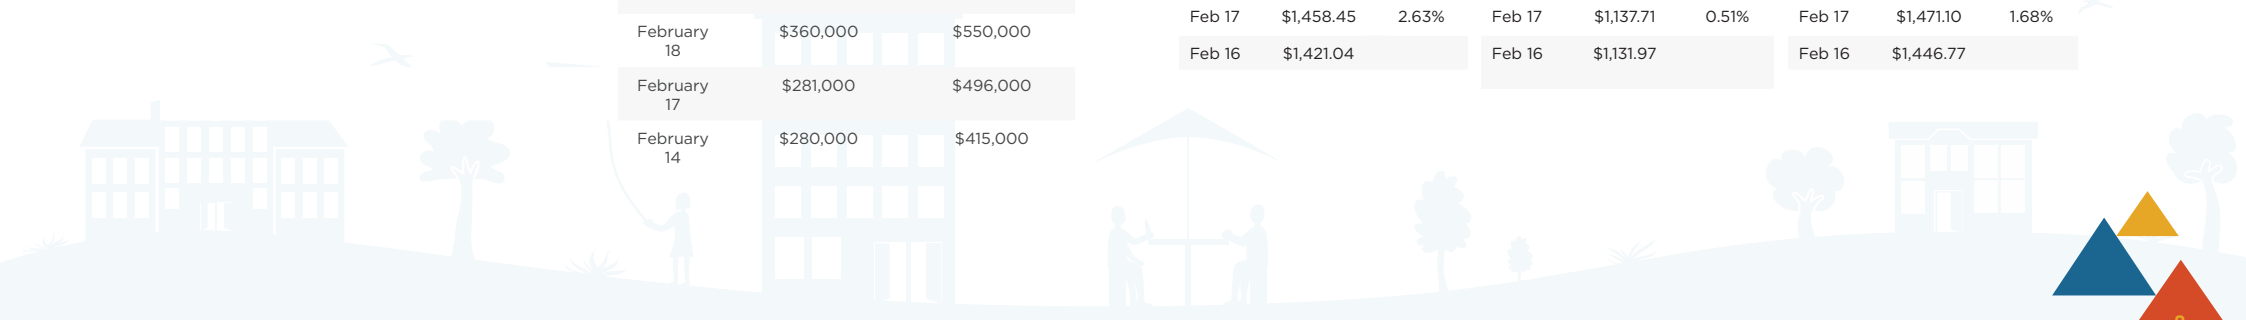 February $360,000 $550,000
18
February $281,000 $496,000
17
February $280,000 $415,000
14
Feb 17 $1,458.45 2.63%
Feb 16 $1,421.04
Feb 17 $1,137.71 0.51%
Feb 16 $1,131.97
Feb 17 $1,471.10 1.68%
Feb 16 $1,446.77